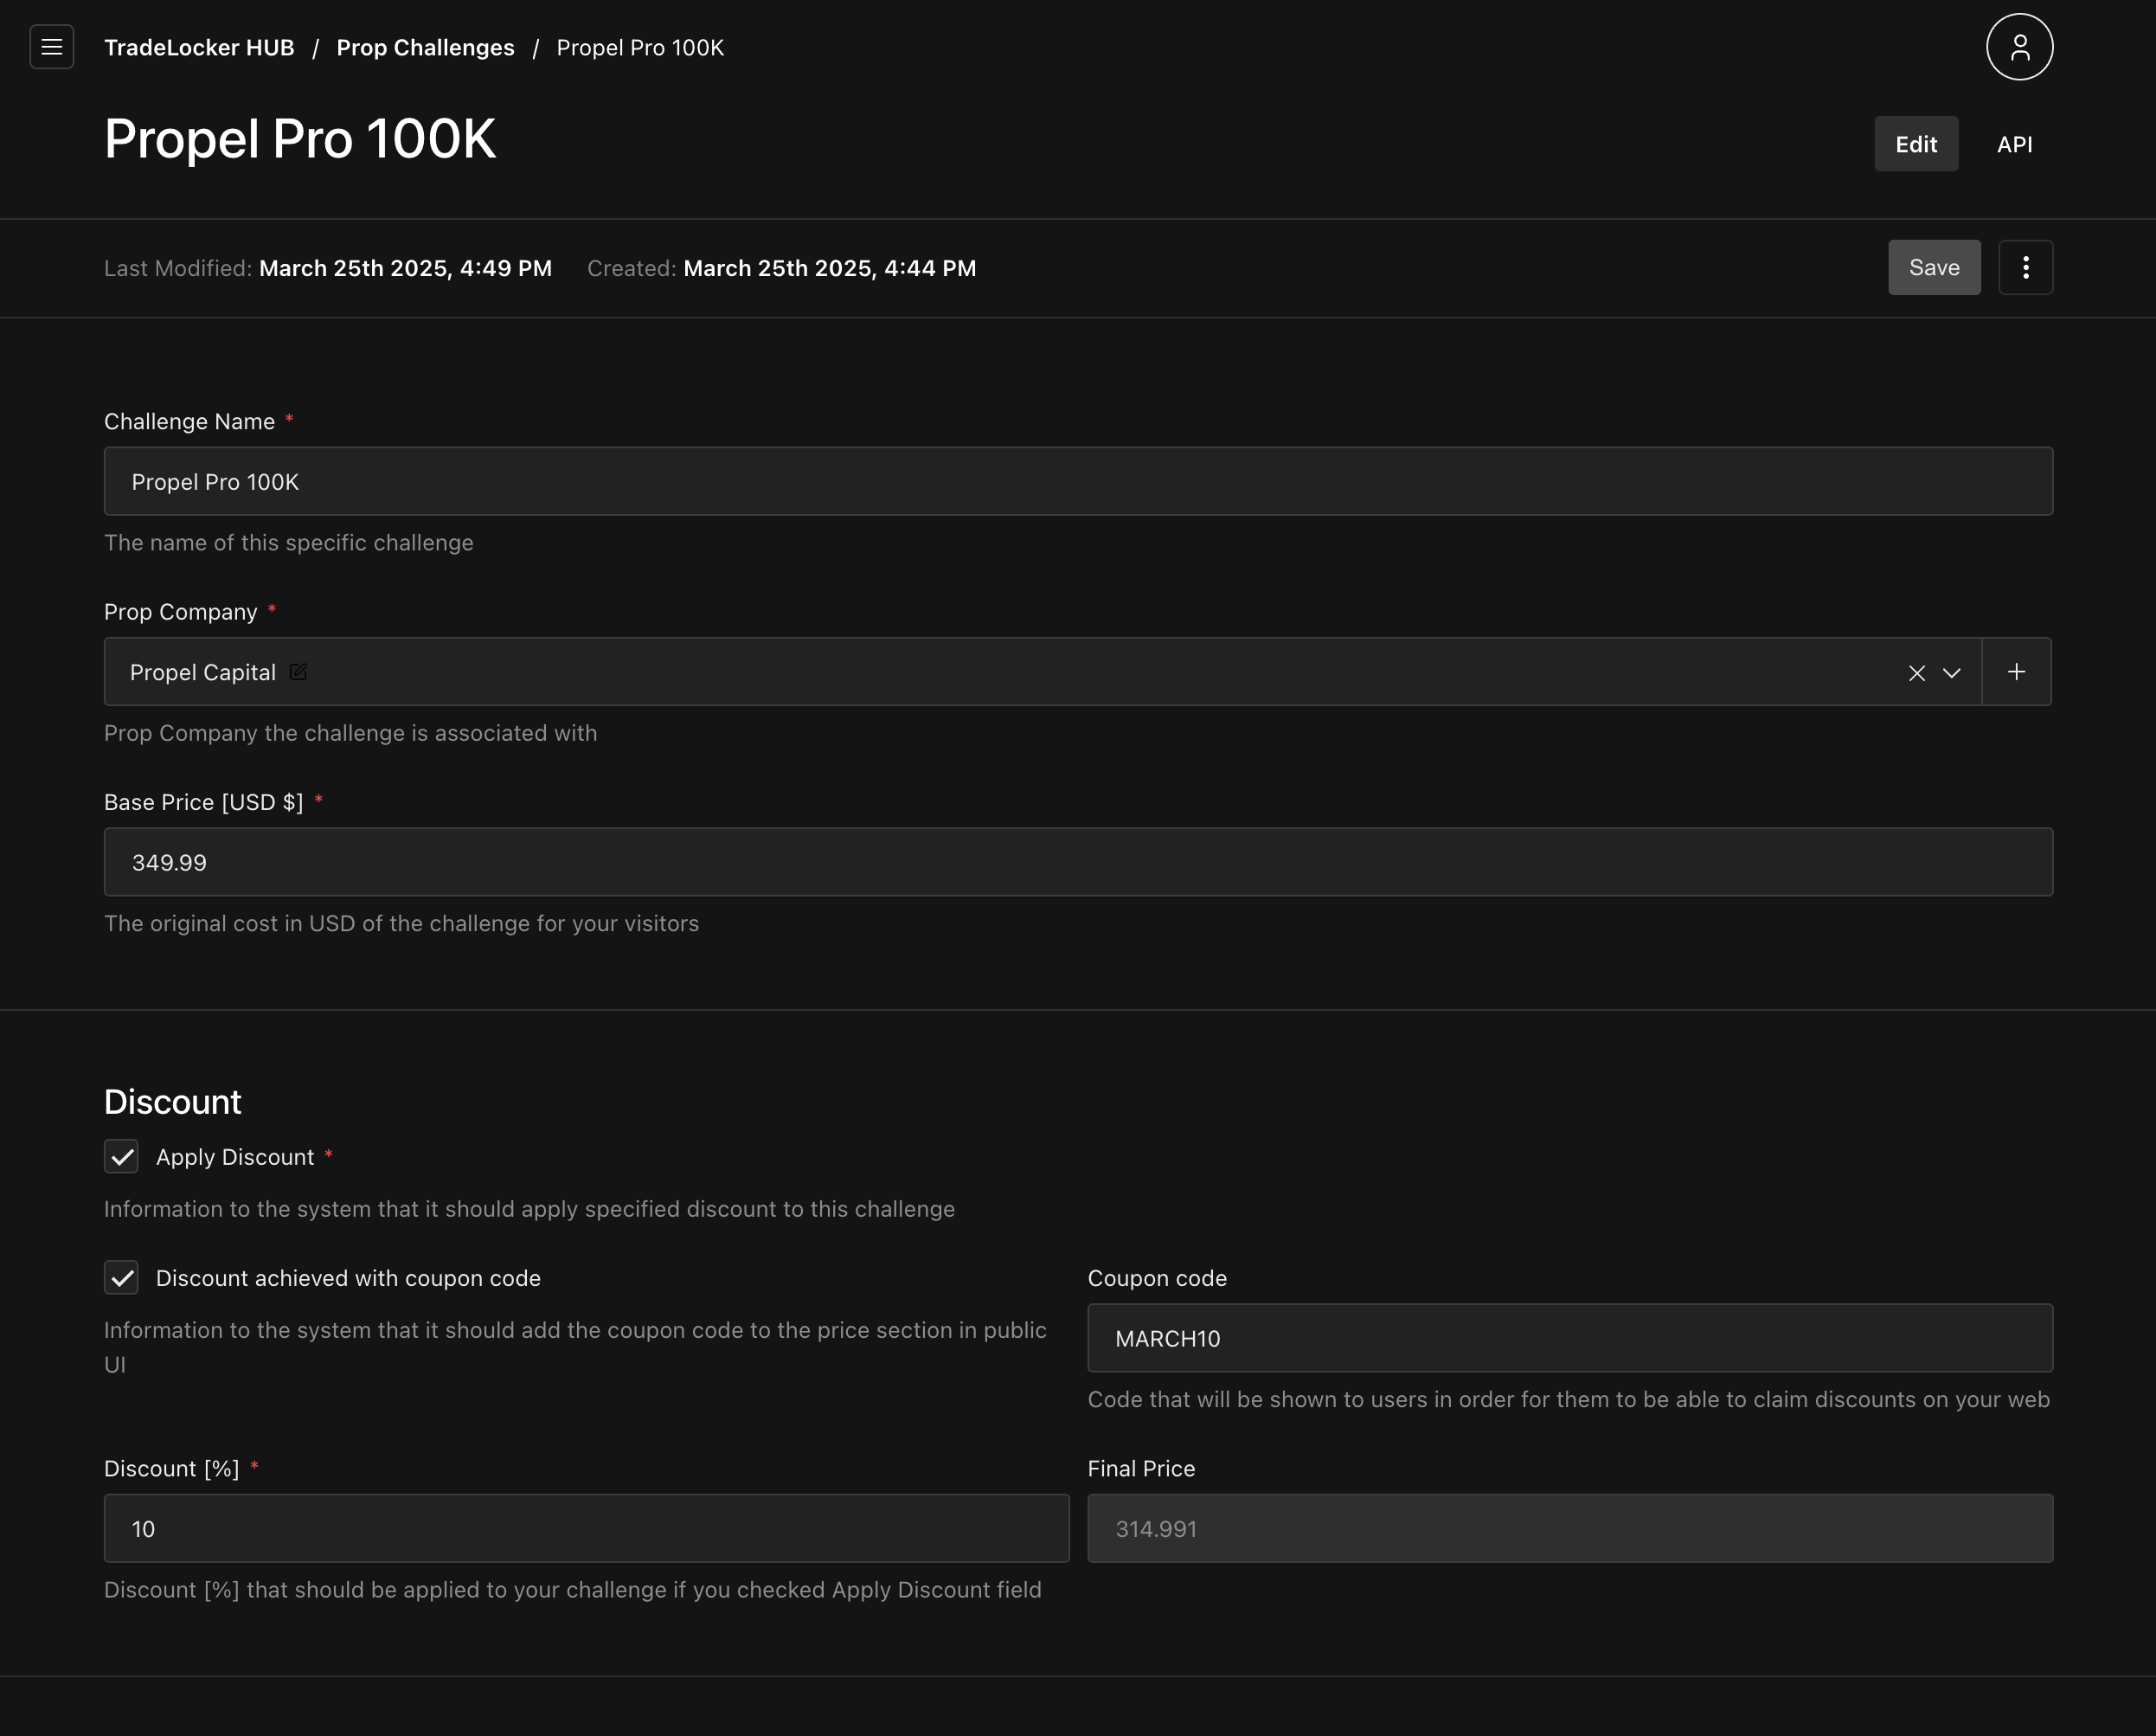 TradeLocker HUB / Prop Challenges / Propel Pro 100K
Propel Pro 100K
Edit
API
Last Modified: March 25th 2025, 4:49 PM
Created: March 25th 2025, 4:44 PM
Save
Challenge Name *
Propel Pro 100K
The name of this specific challenge
Prop Company *
Propel Capital
Prop Company the challenge is associated with
Base Price [USD $] *
349.99
The original cost in USD of the challenge for your visitors
Discount
Apply Discount *
Information to the system that it should apply specified discount to this challenge
Discount achieved with coupon code
Information to the system that it should add the coupon code to the price section in public
UI
Coupon code
MARCH10
Code that will be shown to users in order for them to be able to claim discounts on your web
Discount [%] *
10
Discount [%] that should be applied to your challenge if you checked Apply Discount field
Final Price
314.991